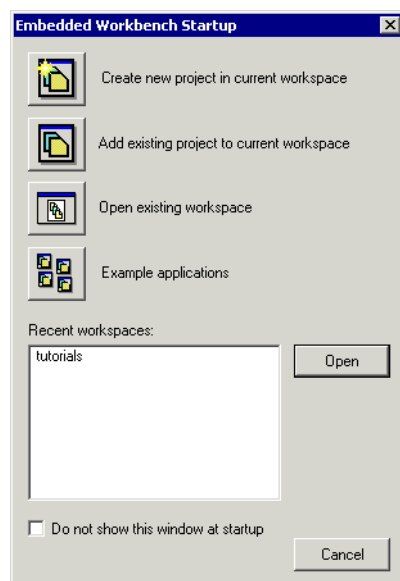 Embedded Workbench Startup
Create new project in current workspace
Add existing project to current workspace
Open existing workspace
Example applications
Recent workspaces:
tutorials
Open
Do not show this window at startup
Cancel